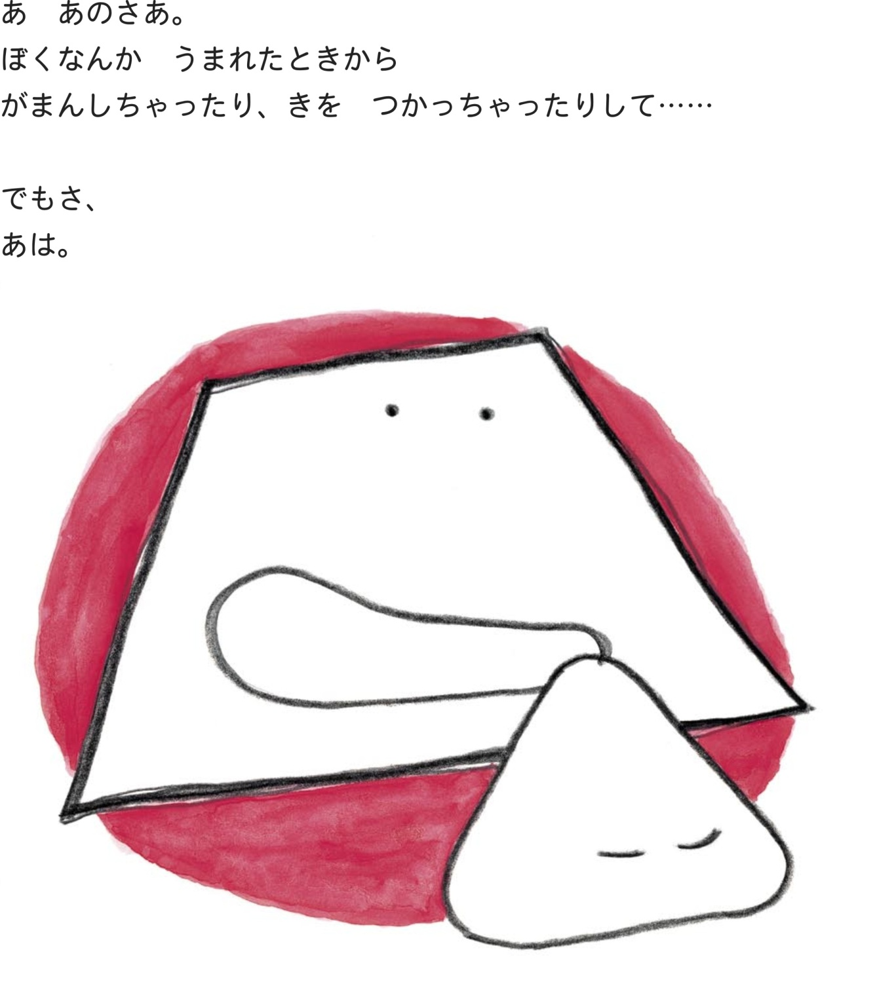 あ　あのさあ。
ぼくなんか　うまれたときから
がまんしちゃったり、きを　つかっちゃったりして……
でもさ、
あは。